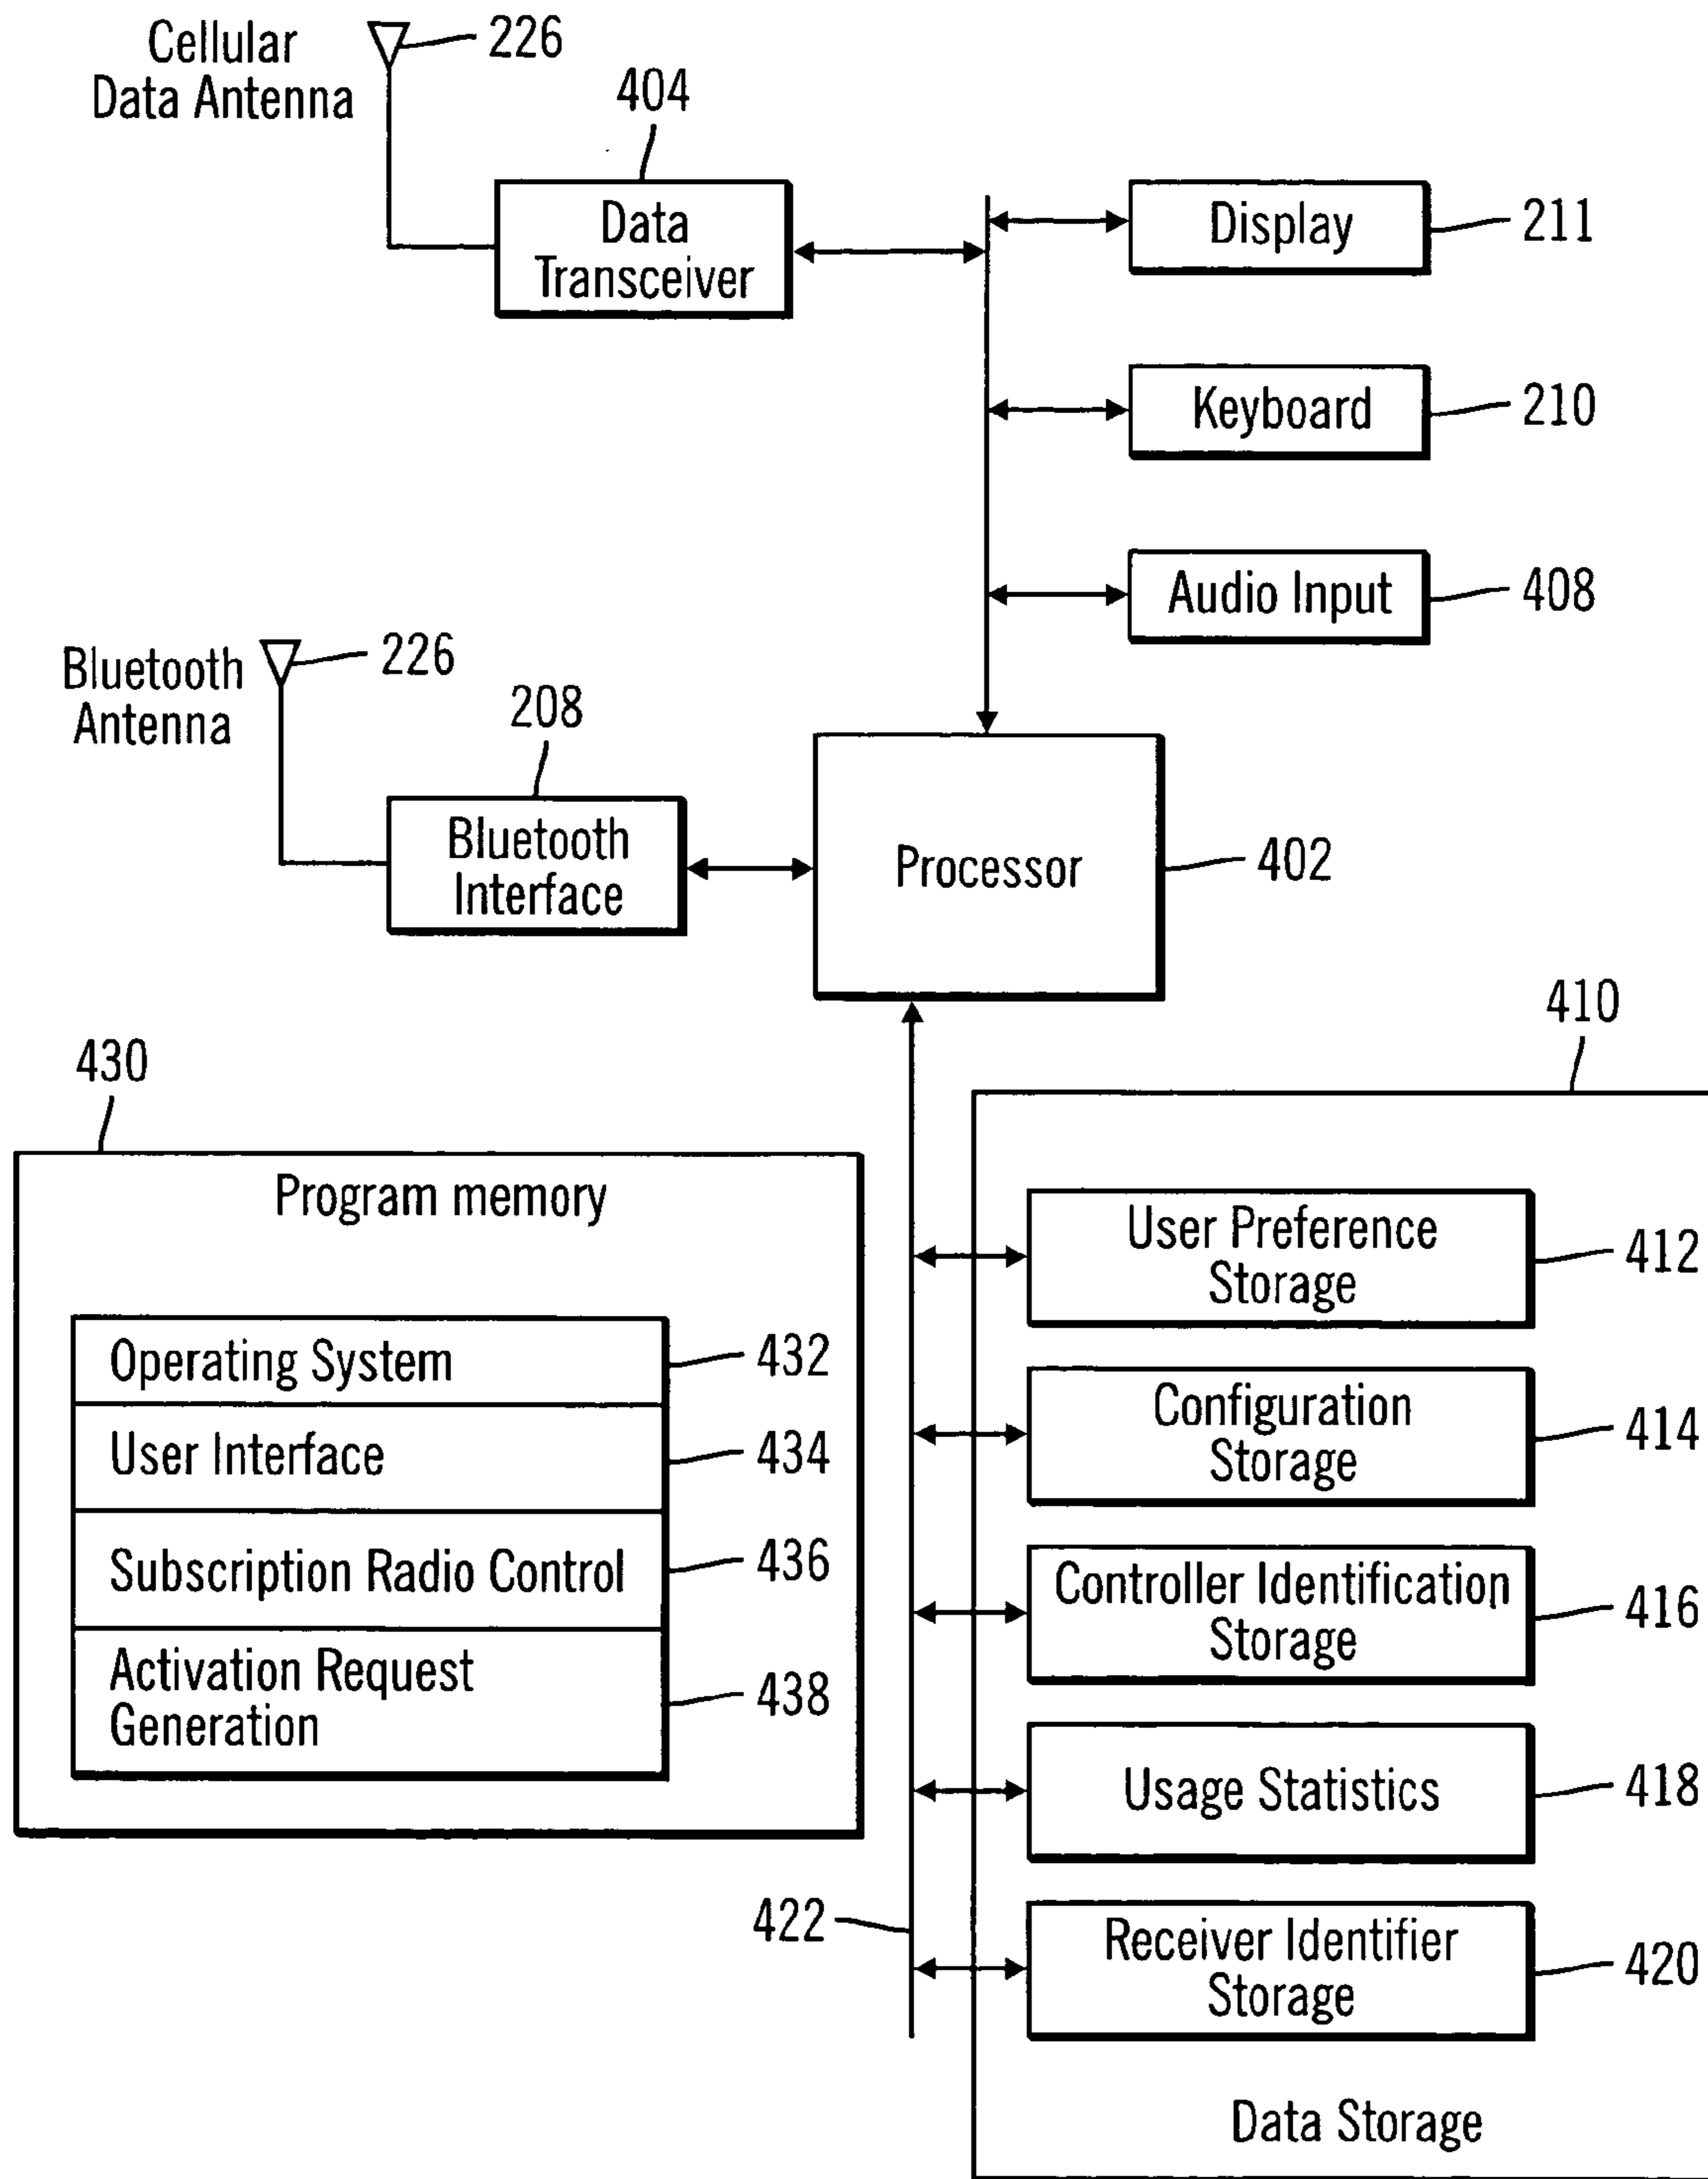 Cellular
Data Antenna
226
404
Data
Transceiver
Display
211
Keyboard
210
Audio Input
408
Bluetooth
Antenna
226
208
Bluetooth
Interface
Processor
402
410
430
Program memory
Operating System
432
User Interface
434
Subscription Radio Control
436
Activation Request
Generation
438
User Preference
Storage
412
Configuration
Storage
414
Controller Identification
Storage
416
Usage Statistics
418
422
Receiver Identifier
Storage
420
Data Storage